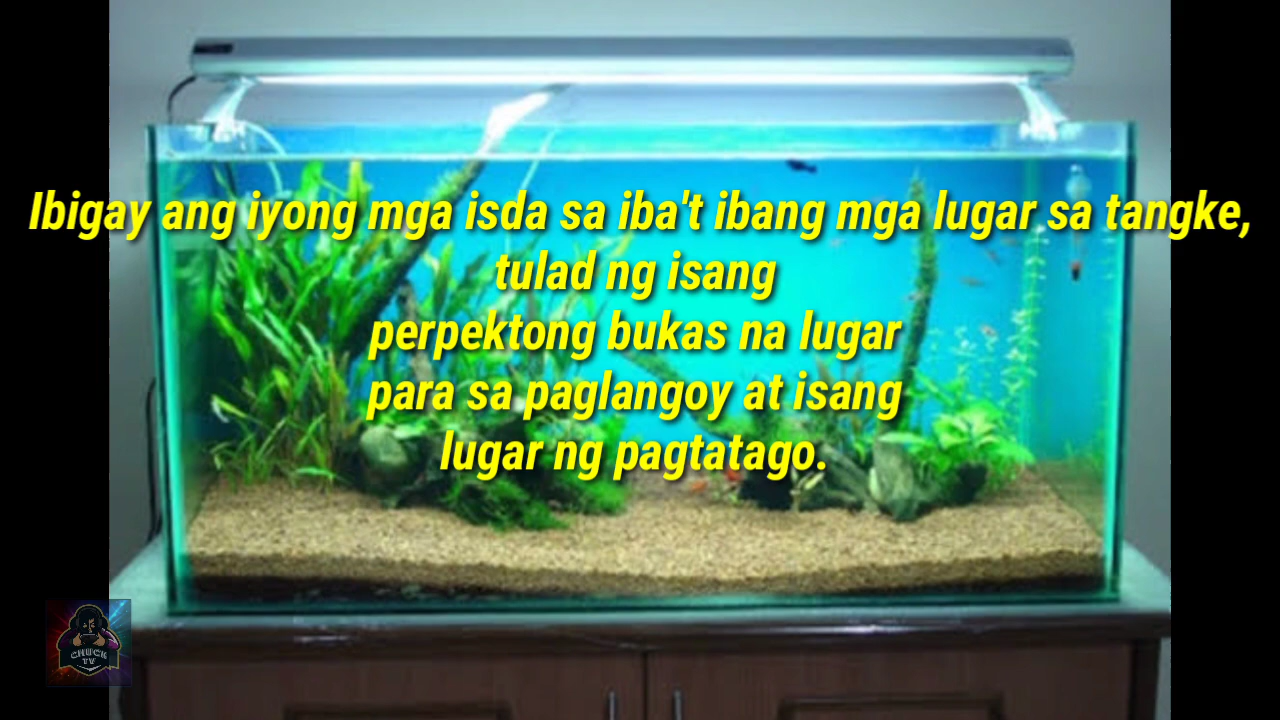 Ibigay ang iyong mga isda sa iba't ibang mga lugar sa tangke,
tulad ng isang
perpektong bukas na lugar
para sa paglangoy at isang
lugar ng pagtatago.
CHUCK
TV